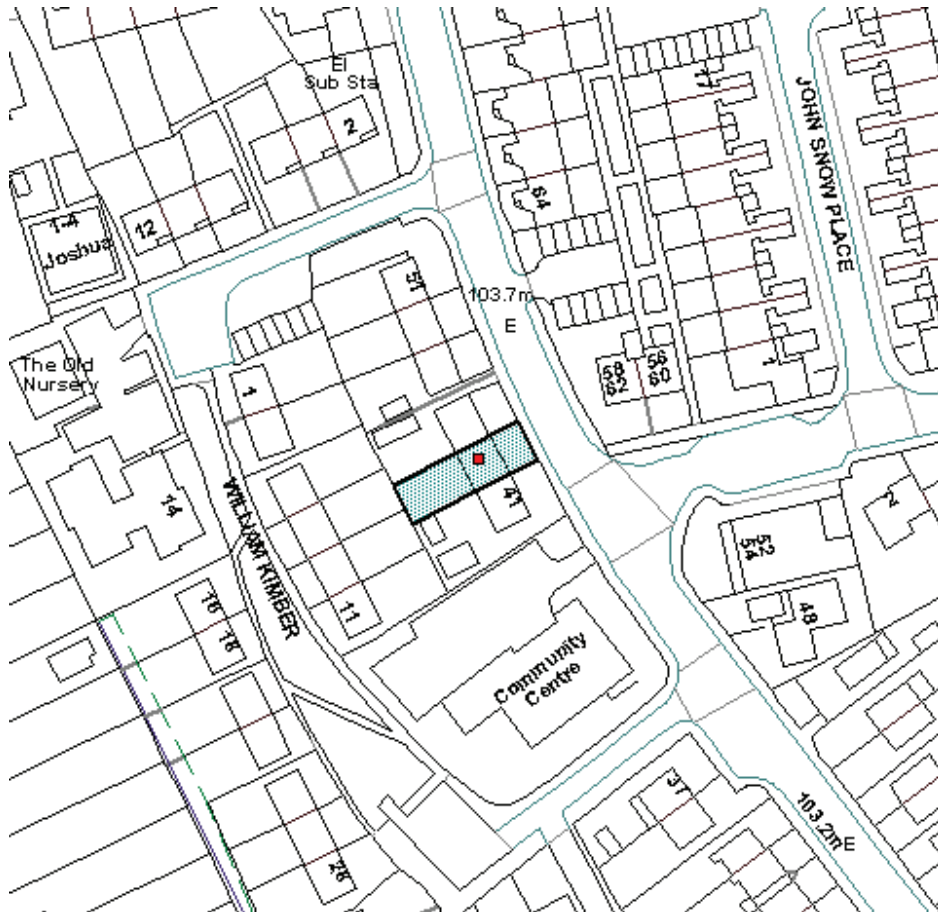 El
Sub Sta
2
1-4
Joshua
12
64
17
JOHN SNOW PLACE
51
103.7m
E
The Old
Nursery
1
58
62
56
60
1
14
WILLIAM KIMBER
41
52
54
2
48
16
18
11
Community
Centre
37
103.2m
E
28